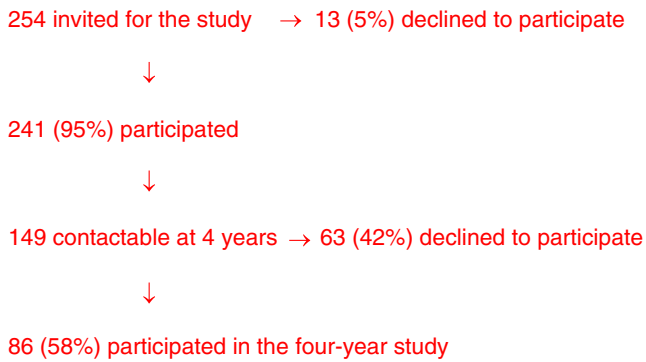 254 invited for the study → 13 (5%) declined to participate
↓
241 (95%) participated
↓
149 contactable at 4 years → 63 (42%) declined to participate
↓
86 (58%) participated in the four-year study